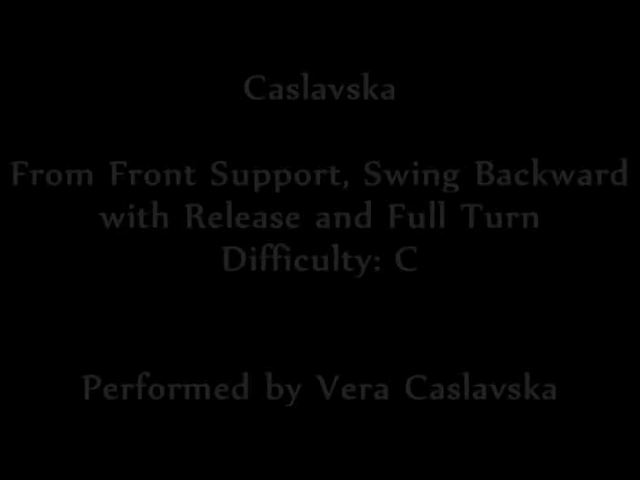 Caslavska
From Front Support, Swing Backward
with Release and Full Turn
Difficulty: C
Performed by Vera Caslavska